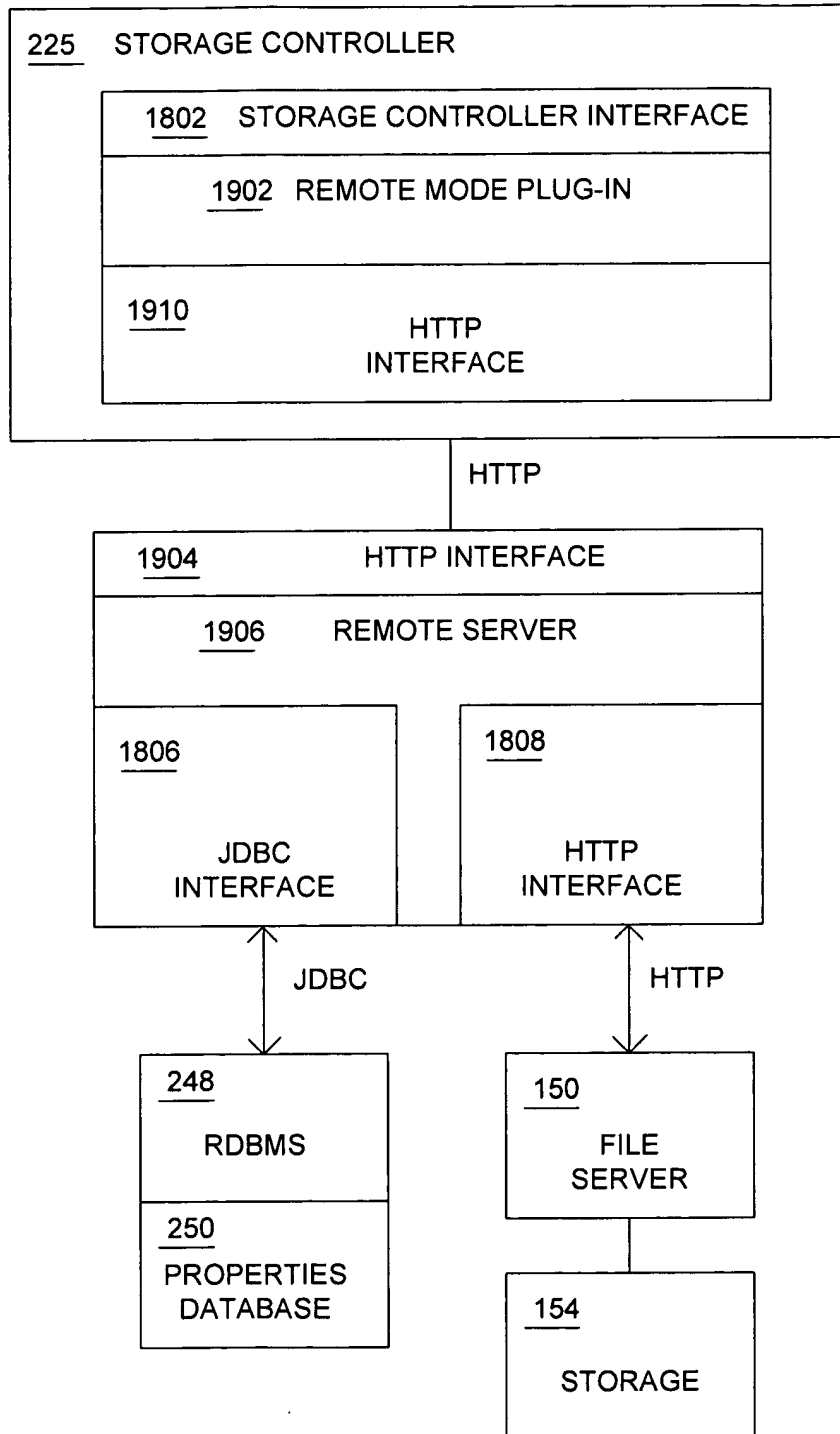 225 STORAGE CONTROLLER
1802 STORAGE CONTROLLER INTERFACE
1902 REMOTE MODE PLUG-IN
1910
HTTP
INTERFACE
HTTP
1904 HTTP INTERFACE
1906 REMOTE SERVER
1806
JDBC
INTERFACE
1808
HTTP
INTERFACE
JDBC
HTTP
248
RDBMS
250
PROPERTIES
DATABASE
150
FILE
SERVER
154
STORAGE